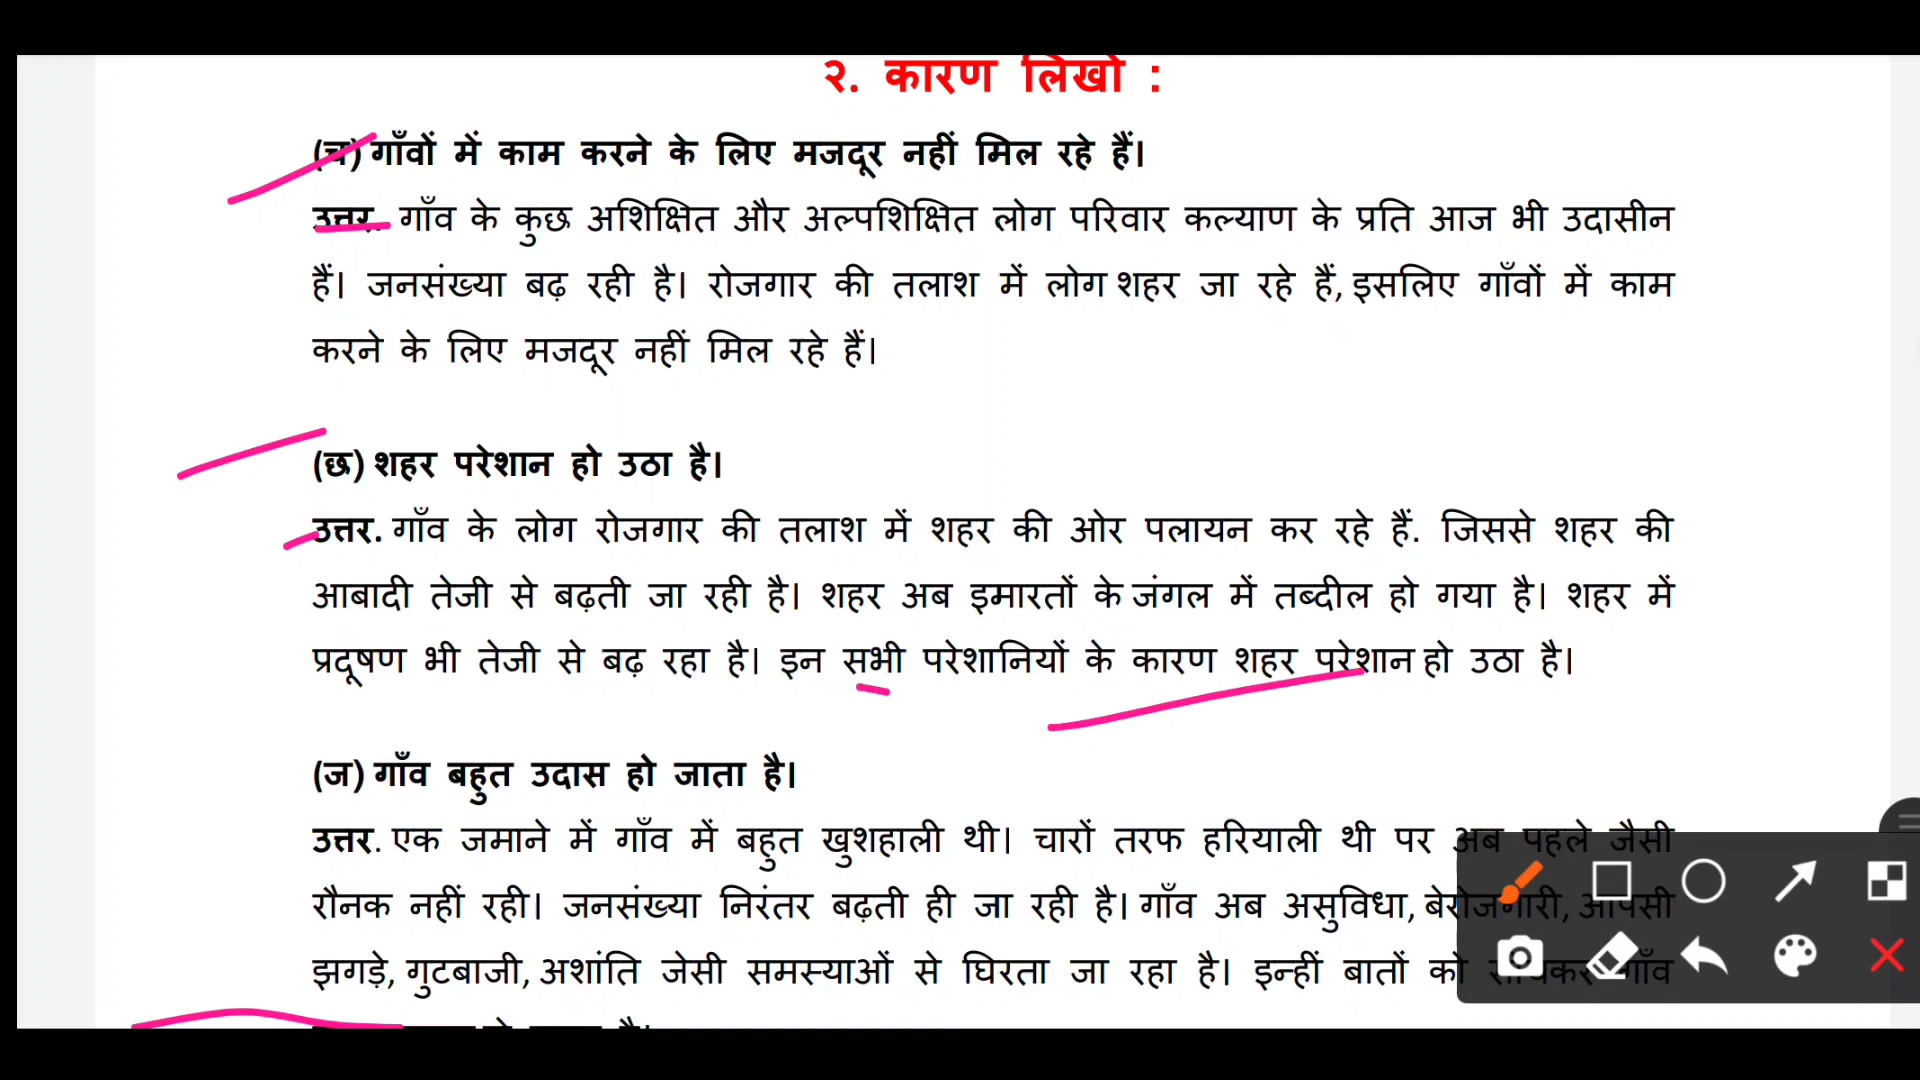 २. कारण लिखो :
(च) गाँवों में काम करने के लिए मजदूर नहीं मिल रहे हैं।
उत्तर. गाँव के कुछ अशिक्षित और अल्पशिक्षित लोग परिवार कल्याण के प्रति आज भी उदासीन
हैं। जनसंख्या बढ़ रही है। रोजगार की तलाश में लोग शहर जा रहे हैं, इसलिए गाँवों में काम
करने के लिए मजदूर नहीं मिल रहे हैं।
(छ) शहर परेशान हो उठा है।
उत्तर. गाँव के लोग रोजगार की तलाश में शहर की ओर पलायन कर रहे हैं. जिससे शहर की
आबादी तेजी से बढ़ती जा रही है। शहर अब इमारतों के जंगल में तब्दील हो गया है। शहर में
प्रदूषण भी तेजी से बढ़ रहा है। इन सभी परेशानियों के कारण शहर परेशान हो उठा है।
(ज) गाँव बहुत उदास हो जाता है।
उत्तर. एक जमाने में गाँव में बहुत खुशहाली थी। चारों तरफ हरियाली थी पर अब पहले जैसी
रौनक नहीं रही। जनसंख्या निरंतर बढ़ती ही जा रही है। गाँव अब असुविधा, बेरोजगारी, आपसी
झगड़े, गुटबाजी, अशांति जेसी समस्याओं से घिरता जा रहा है। इन्हीं बातों को सोचकर गाँव